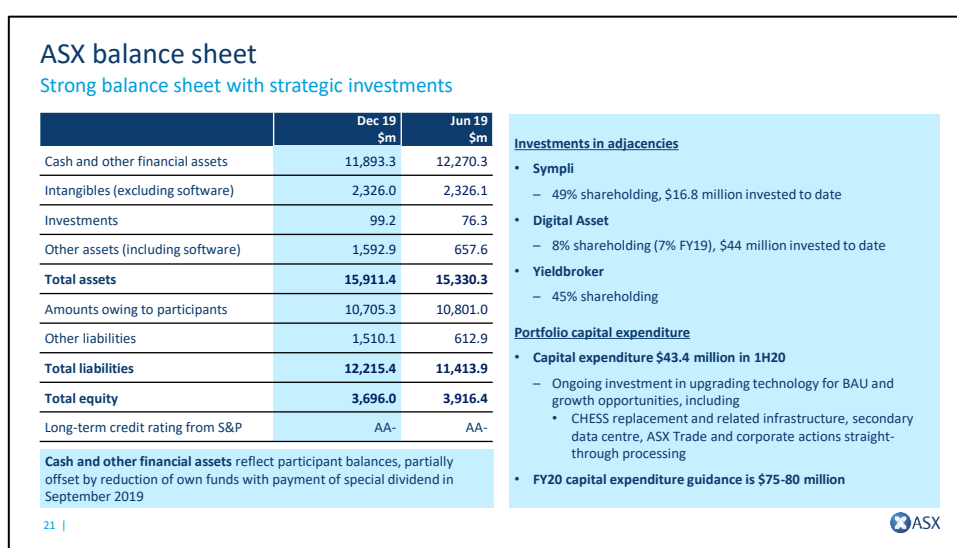 ASX balance sheet
Strong balance sheet with strategic investments
Dec 19 Jun 19
$m $m
Cash and other financial assets 11,893.3 12,270.3
Intangibles (excluding software) 2,326.0 2,326.1
Investments 99.2 76.3
Other assets (including software) 1,592.9 657.6
Total assets 15,911.4 15,330.3
Amounts owing to participants 10,705.3 10,801.0
Other liabilities 1,510.1 612.9
Total liabilities 12,215.4 11,413.9
Total equity 3,696.0 3,916.4
Long-term credit rating from S&P AA- AA-
Cash and other financial assets reflect participant balances, partially
offset by reduction of own funds with payment of special dividend in
September 2019
Investments in adjacencies
• Sympli
– 49% shareholding, $16.8 million invested to date
• Digital Asset
– 8% shareholding (7% FY19), $44 million invested to date
• Yieldbroker
– 45% shareholding
Portfolio capital expenditure
• Capital expenditure $43.4 million in 1H20
– Ongoing investment in upgrading technology for BAU and
growth opportunities, including
• CHESS replacement and related infrastructure, secondary
data centre, ASX Trade and corporate actions straight-
through processing
• FY20 capital expenditure guidance is $75-80 million
21 |
ASX